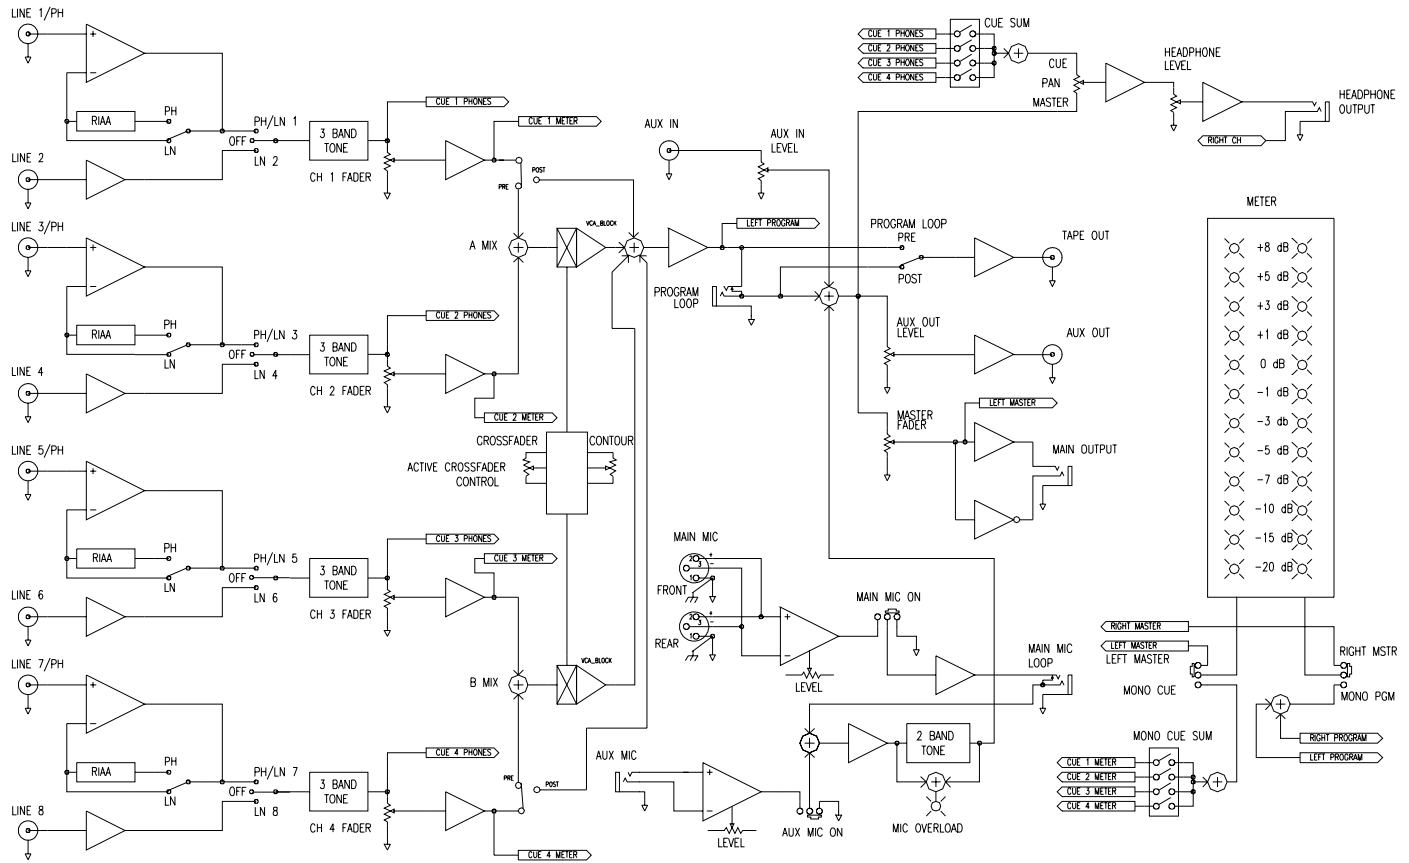 LINE 1/PH
+
−
RIAA
PH
LN
LINE 2
PH/LN 1
OFF
LN 2
3 BAND
TONE
CH 1 FADER
CUE 1 PHONES
CUE 1 METER
PRE
POST
LINE 3/PH
+
−
RIAA
PH
LN
LINE 4
PH/LN 3
OFF
LN 4
3 BAND
TONE
CH 2 FADER
CUE 2 PHONES
CUE 2 METER
A MIX
VCA_BLOCK
CROSSFADER
CONTOUR
ACTIVE CROSSFADER
CONTROL
LINE 5/PH
+
−
RIAA
PH
LN
LINE 6
PH/LN 5
OFF
LN 6
3 BAND
TONE
CH 3 FADER
CUE 3 PHONES
CUE 3 METER
LINE 7/PH
+
−
RIAA
PH
LN
LINE 8
PH/LN 7
OFF
LN 8
3 BAND
TONE
CH 4 FADER
CUE 4 PHONES
CUE 4 METER
B MIX
VCA_BLOCK
PRE
POST
CUE 1 PHONES
CUE 2 PHONES
CUE 3 PHONES
CUE 4 PHONES
CUE SUM
CUE
PAN
MASTER
HEADPHONE
LEVEL
HEADPHONE
OUTPUT
RIGHT CH
AUX IN
AUX IN
LEVEL
LEFT PROGRAM
PROGRAM LOOP
PRE
POST
TAPE OUT
PROGRAM
LOOP
AUX OUT
LEVEL
AUX OUT
MASTER
FADER
LEFT MASTER
MAIN OUTPUT
MAIN MIC
2
+
3
−
1
FRONT
2
+
3
−
1
REAR
+
−
LEVEL
MAIN MIC ON
MAIN MIC
LOOP
AUX MIC
+
−
LEVEL
AUX MIC ON
2 BAND
TONE
MIC OVERLOAD
METER
+8 dB
+5 dB
+3 dB
+1 dB
0 dB
−1 dB
−3 db
−5 dB
−7 dB
−10 dB
−15 dB
−20 dB
RIGHT MASTER
LEFT MASTER
LEFT MASTER
MONO CUE
RIGHT MSTR
MONO PGM
RIGHT PROGRAM
LEFT PROGRAM
MONO CUE SUM
CUE 1 METER
CUE 2 METER
CUE 3 METER
CUE 4 METER